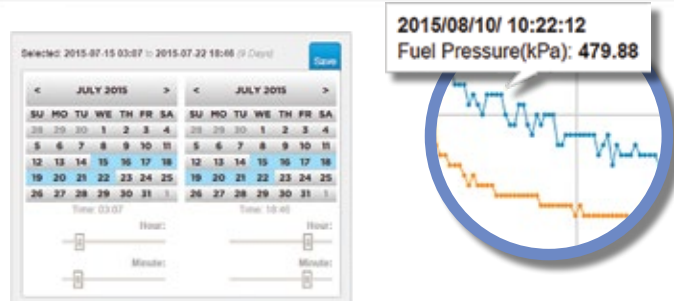 2015/08/10/ 10:22:12
Fuel Pressure(kPa): 479.88
Selected: 2015-07-15 03:07 to 2015-07-22 18:46 (9 Days)
Save
< JULY 2015 > < JULY 2015 >
SU MO TU WE TH FR SA SU MO TU WE TH FR SA
28 29 30 1 2 3 4 28 29 30 1 2 3 4
5 6 7 8 9 10 11 5 6 7 8 9 10 11
12 13 14 15 16 17 18 12 13 14 15 16 17 18
19 20 21 22 23 24 25 19 20 21 22 23 24 25
26 27 28 29 30 31 1 26 27 28 29 30 31 1
Time: 03:07 Time: 18:46
Hour: Hour:
Minute: Minute: